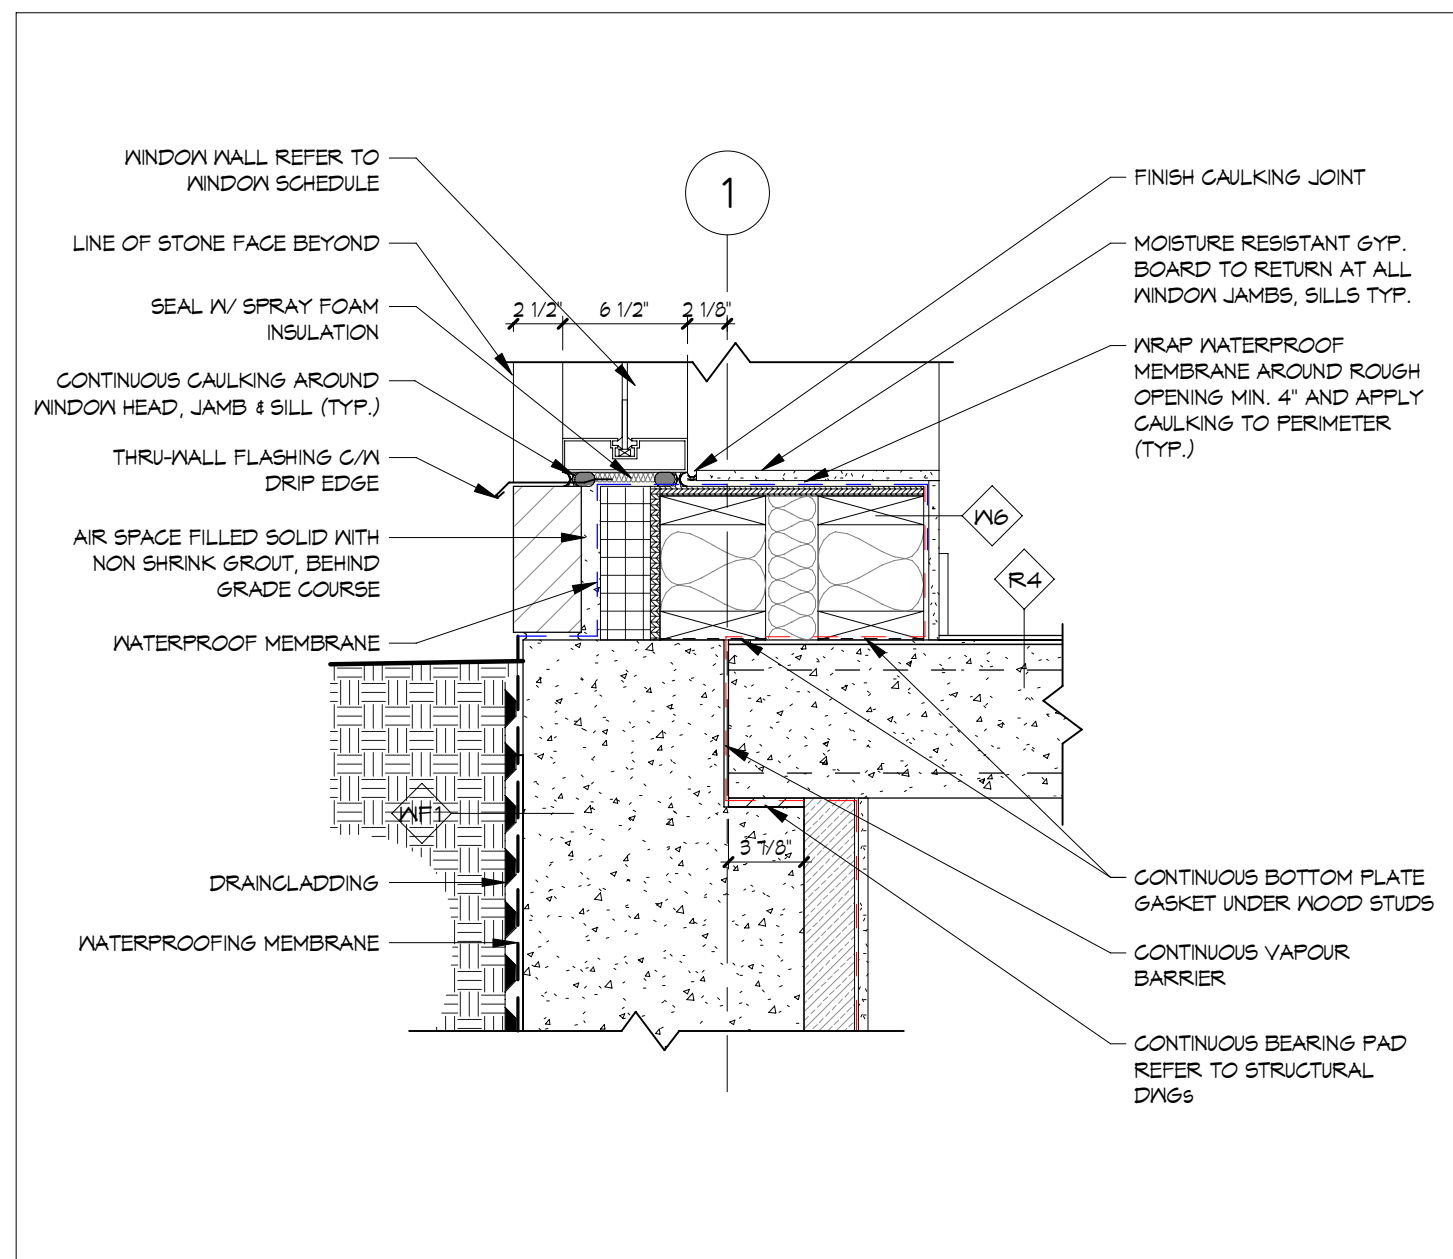 WINDOW WALL REFER TO
WINDOW SCHEDULE
LINE OF STONE FACE BEYOND
SEAL W/ SPRAY FOAM
INSULATION
CONTINUOUS CAULKING AROUND
WINDOW HEAD, JAMB & SILL (TYP.)
THRU-WALL FLASHING C/W
DRIP EDGE
AIR SPACE FILLED SOLID WITH
NON SHRINK GROUT, BEHIND
GRADE COURSE
WATERPROOF MEMBRANE
WF1
DRAINCLADDING
WATERPROOFING MEMBRANE
1
2 1/2"
6 1/2"
2 1/8"
3 7/8"
FINISH CAULKING JOINT
MOISTURE RESISTANT GYP.
BOARD TO RETURN AT ALL
WINDOW JAMBS, SILLS TYP.
WRAP WATERPROOF
MEMBRANE AROUND ROUGH
OPENING MIN. 4" AND APPLY
CAULKING TO PERIMETER
(TYP.)
W6
R4
CONTINUOUS BOTTOM PLATE
GASKET UNDER WOOD STUDS
CONTINUOUS VAPOUR
BARRIER
CONTINUOUS BEARING PAD
REFER TO STRUCTURAL
DWGs